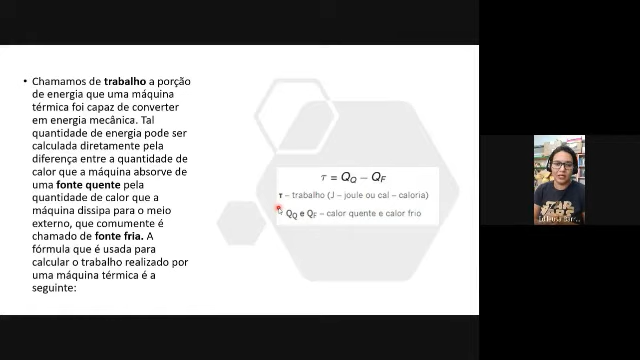 • Chamamos de trabalho a porção
de energia que uma máquina
térmica foi capaz de converter
em energia mecânica. Tal
quantidade de energia pode ser
calculada diretamente pela
diferença entre a quantidade de
calor que a máquina absorve de
uma fonte quente pela
quantidade de calor que a
máquina dissipa para o meio
externo, que comumente é
chamado de fonte fria. A
fórmula que é usada para
calcular o trabalho realizado por
uma máquina térmica é a
seguinte:
τ = Q_Q − Q_F
τ – trabalho (J – joule ou cal – caloria)
Q_Q e Q_F – calor quente e calor frio
STAR
WARS